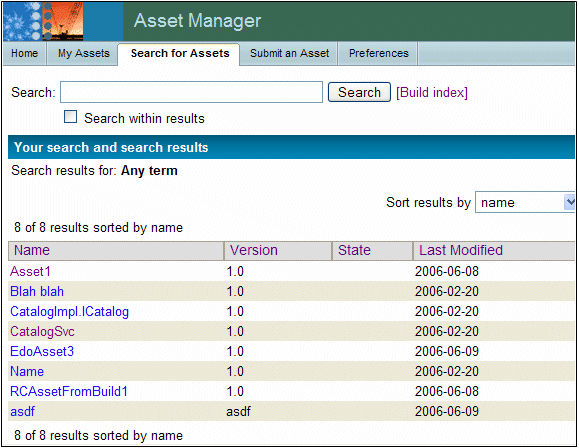 Asset Manager
Home My Assets Search for Assets Submit an Asset Preferences
Search: Search [Build index]
Search within results
Your search and search results
Search results for: Any term
Sort results by name
8 of 8 results sorted by name
Name Version State Last Modified
Asset1 1.0 2006-06-08
Blah blah 1.0 2006-02-20
CatalogImpl.ICatalog 1.0 2006-02-20
CatalogSvc 1.0 2006-02-20
EdoAsset3 1.0 2006-06-09
Name 1.0 2006-02-20
RCAssetFromBuild1 1.0 2006-06-08
asdf asdf 2006-06-09
8 of 8 results sorted by name